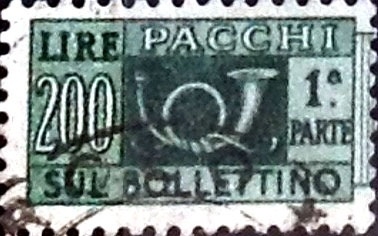 LIRE PACCHI
200 1ª
PARTE
SUL BOLLETTINO